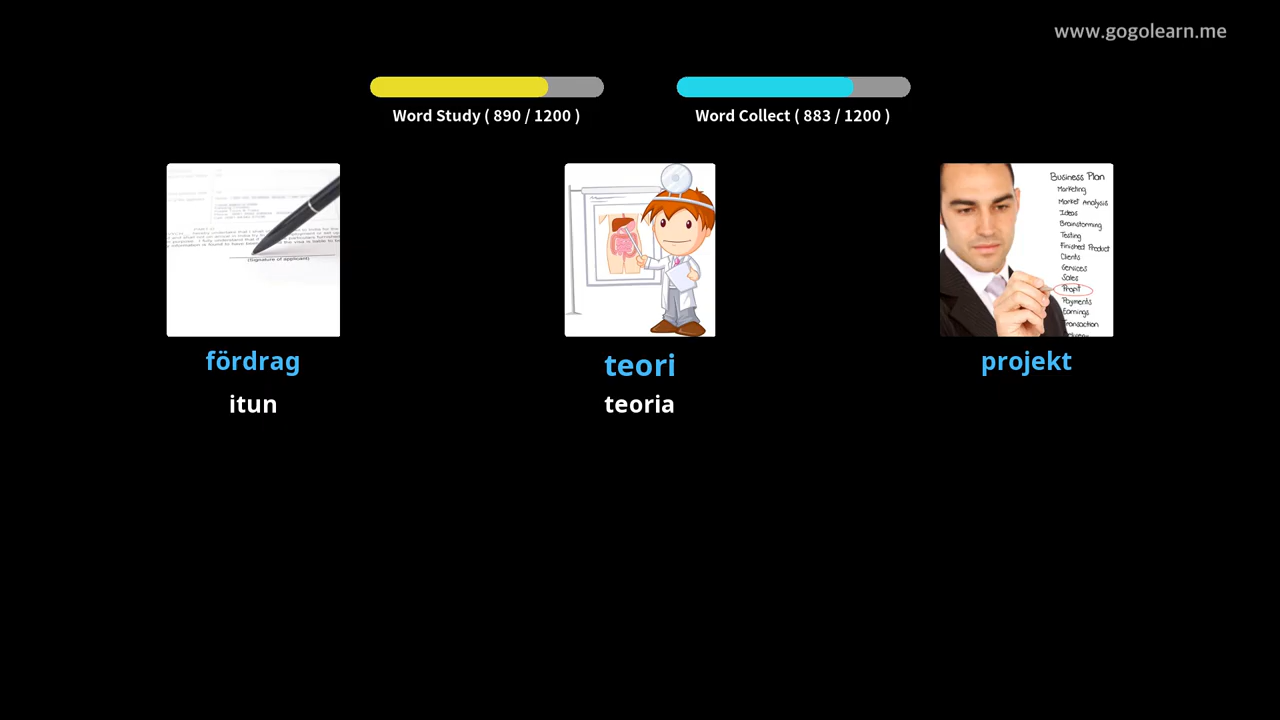 www.gogolearn.me
Word Study ( 890 / 1200 )
Word Collect ( 883 / 1200 )
(Signature of applicant)
Business Plan
Marketing
Market Analysis
Ideas
Brainstorming
Testing
Finished Product
Clients
Services
Sales
Profit
Payments
Earnings
Transaction
fördrag
teori
projekt
itun
teoria